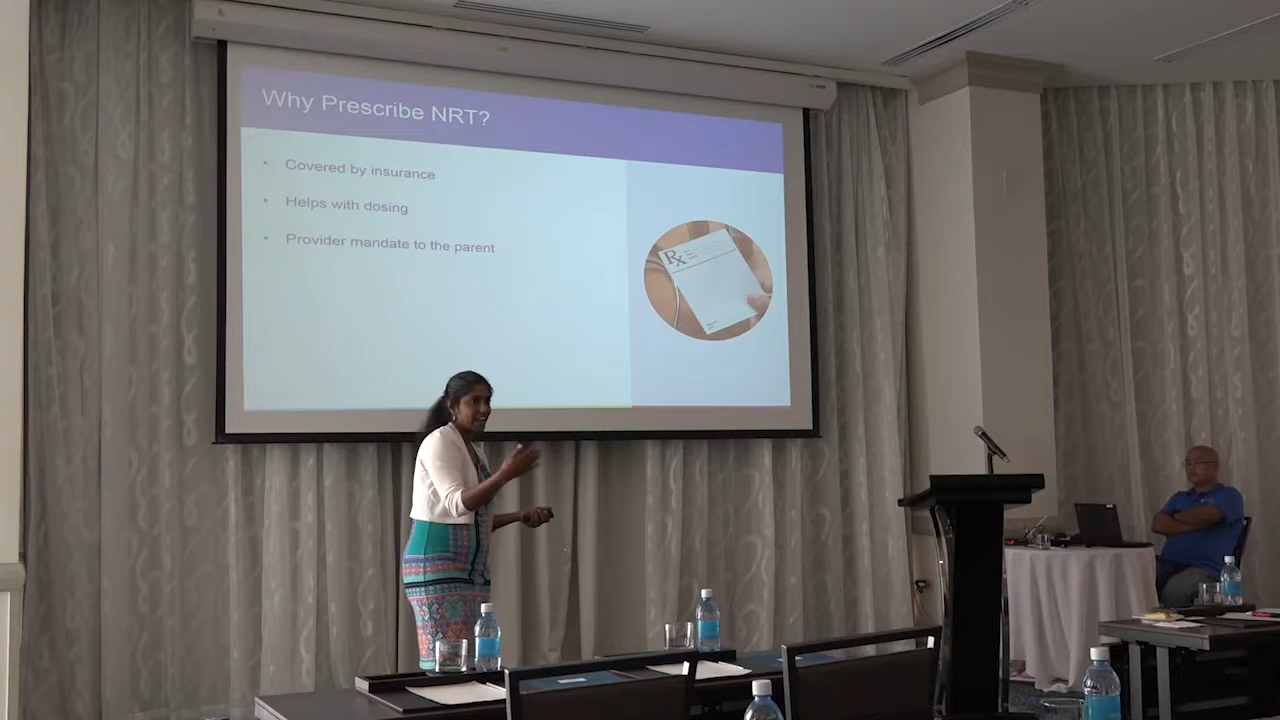 Why Prescribe NRT?
• Covered by insurance
• Helps with dosing
• Provider mandate to the parent
Rx